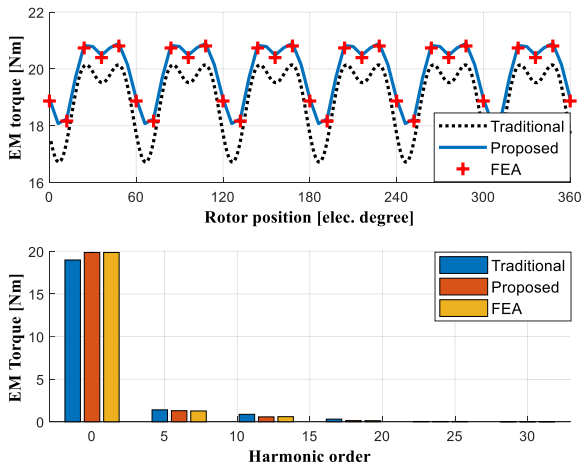 22
20
18
16
EM torque [Nm]
0 60 120 180 240 300 360
Rotor position [elec. degree]
Traditional
Proposed
FEA
20
15
10
5
0
EM Torque [Nm]
0 5 10 15 20 25 30
Harmonic order
Traditional
Proposed
FEA